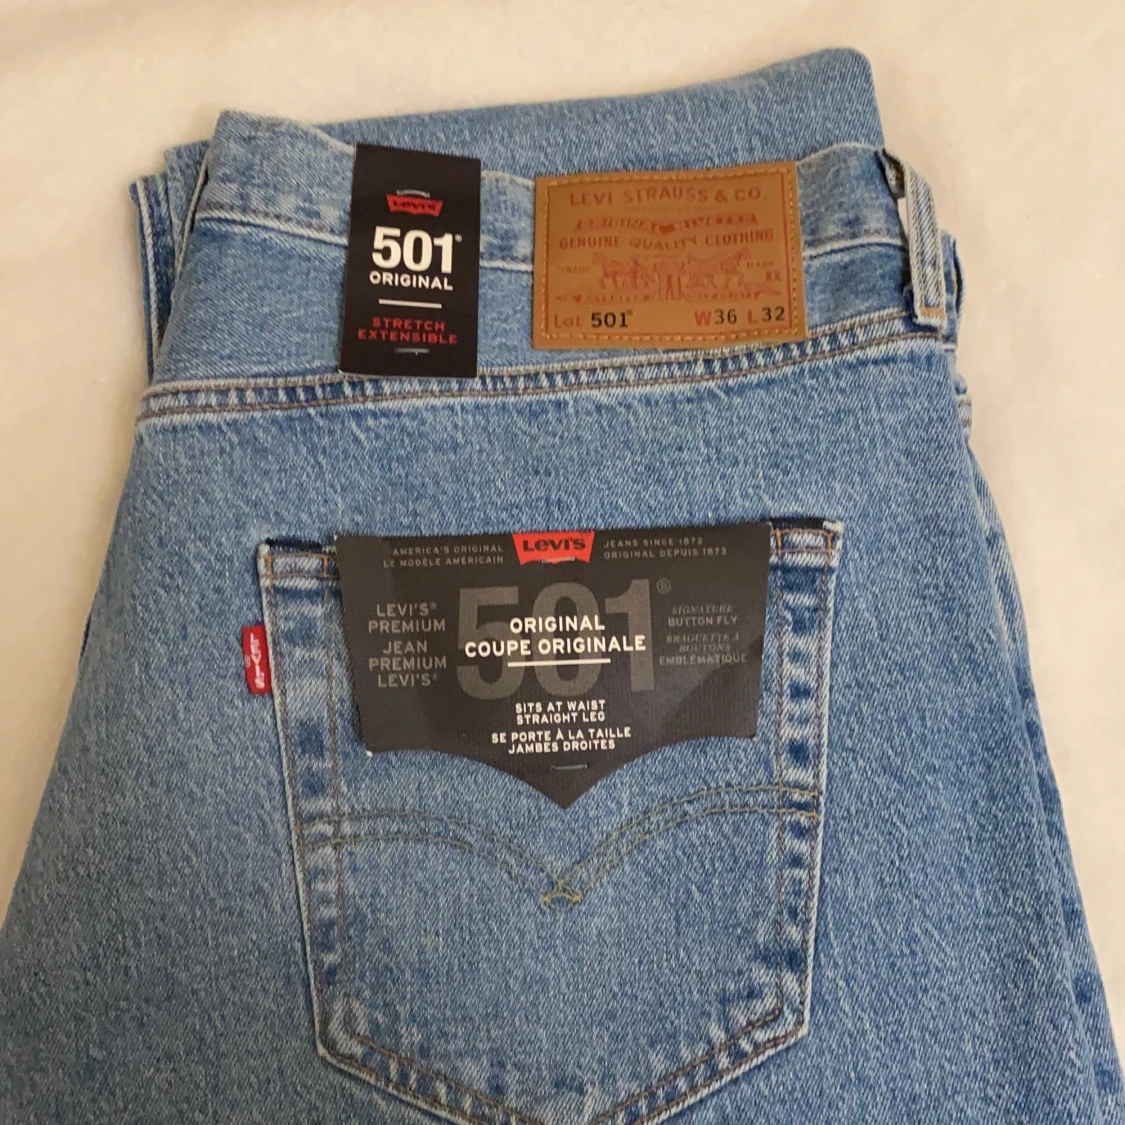 Levi's
501®
ORIGINAL
STRETCH
EXTENSIBLE
LEVI STRAUSS & CO.
GENUINE QUALITY CLOTHING
TRADE MARK
XX
Lot 501® W36 L32
LEVI'S®
AMERICA'S ORIGINAL
LE MODÈLE AMÉRICAIN
Levi's
JEANS SINCE 1873
ORIGINAL DEPUIS 1873
501®
LEVI'S®
PREMIUM
JEAN
PREMIUM
LEVI'S®
ORIGINAL
COUPE ORIGINALE
SIGNATURE
BUTTON FLY
BRAGUETTE À
BOUTONS
EMBLÉMATIQUE
SITS AT WAIST
STRAIGHT LEG
SE PORTE À LA TAILLE
JAMBES DROITES